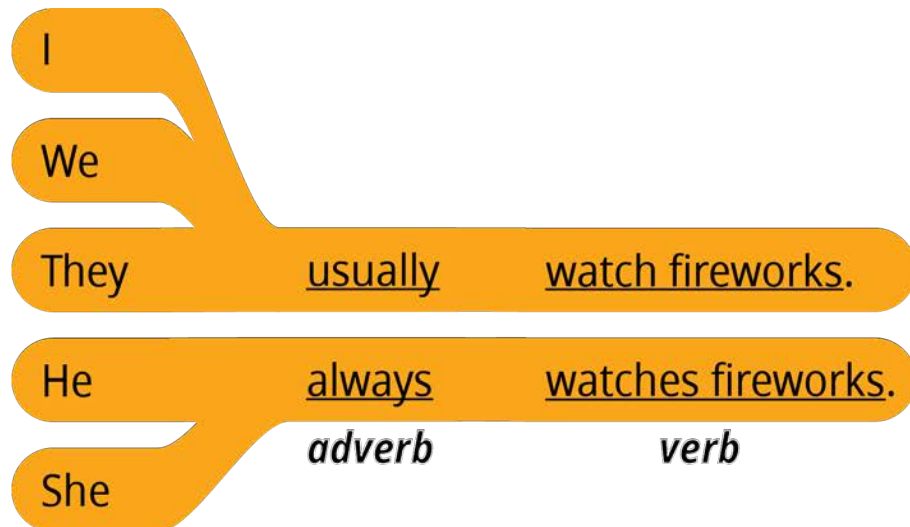 I
We
They usually watch fireworks.
He always watches fireworks.
adverb verb
She